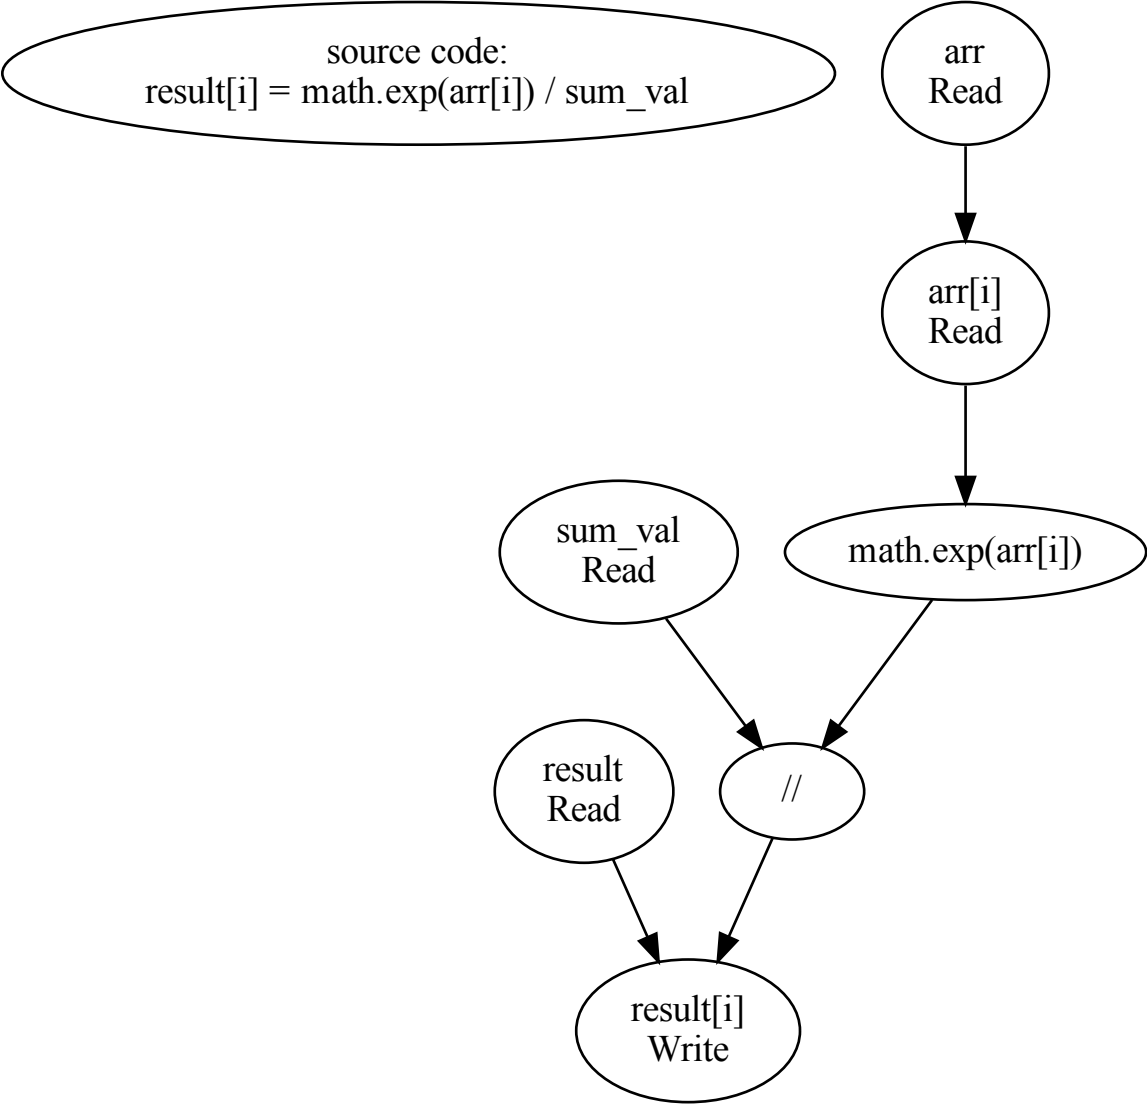 source code:
result[i] = math.exp(arr[i]) / sum_val
arr
Read
arr[i]
Read
sum_val
Read
math.exp(arr[i])
result
Read
//
result[i]
Write